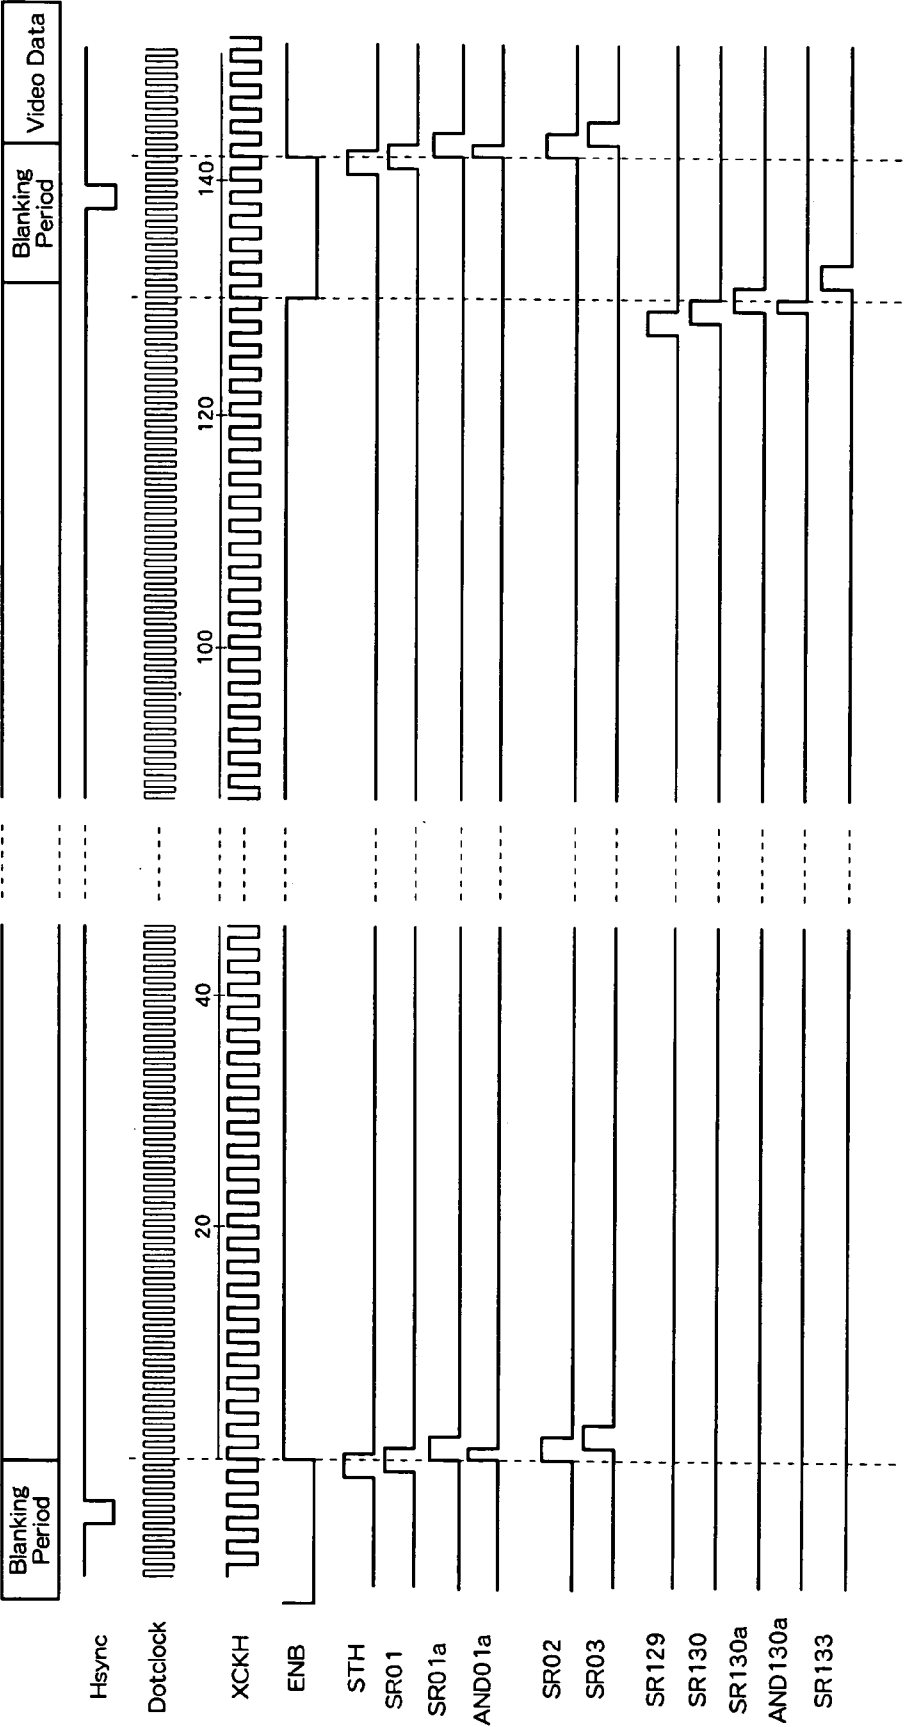 Blanking
Period
Blanking
Period
Video Data
Hsync
Dotclock
20
40
100
120
140
XCKH
ENB
STH
SR01
SR01a
AND01a
SR02
SR03
SR129
SR130
SR130a
AND130a
SR133